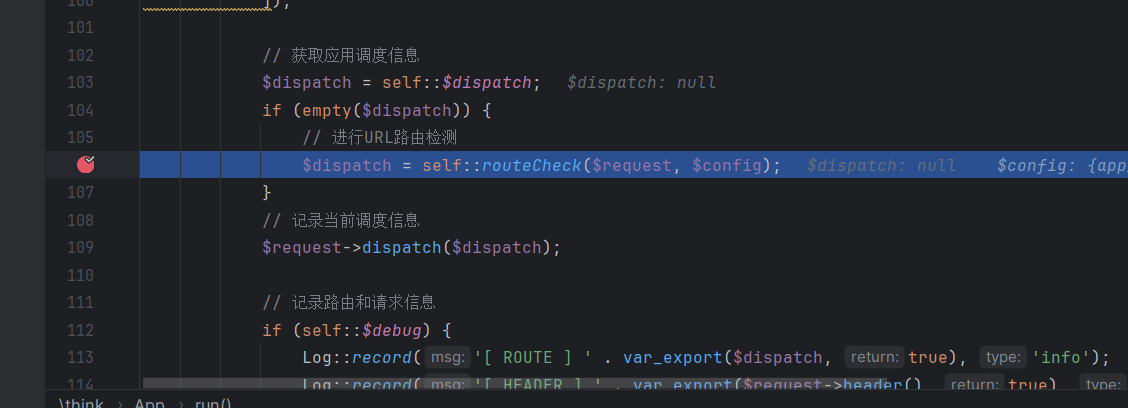 101
102 // 获取应用调度信息
103 $dispatch = self::$dispatch; $dispatch: null
104 if (empty($dispatch)) {
105 // 进行URL路由检测
$dispatch = self::routeCheck($request, $config); $dispatch: null $config: {app
107 }
108 // 记录当前调度信息
109 $request->dispatch($dispatch);
110
111 // 记录路由和请求信息
112 if (self::$debug) {
113 Log::record( msg: '[ ROUTE ] ' . var_export($dispatch, return: true), type: 'info');
114 Log::record( msg: '[ HEADER ] ' . var_export($request->header(), return: true), type:
\think › App › run()